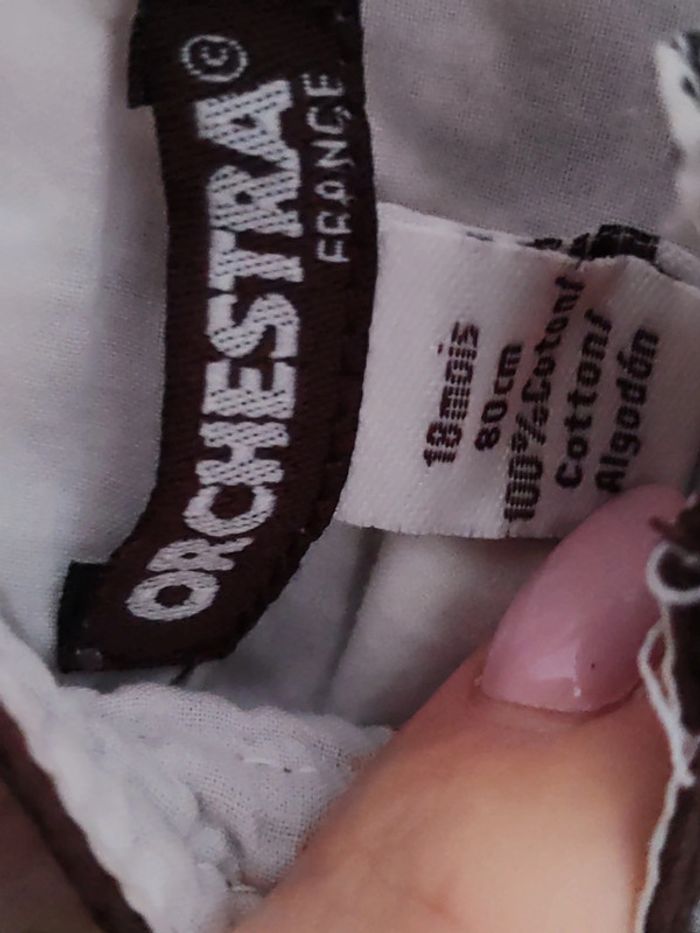 ORCHESTRA©
FRANCE
18mois
80cm
100%Coton/
Cotton/
Algodón